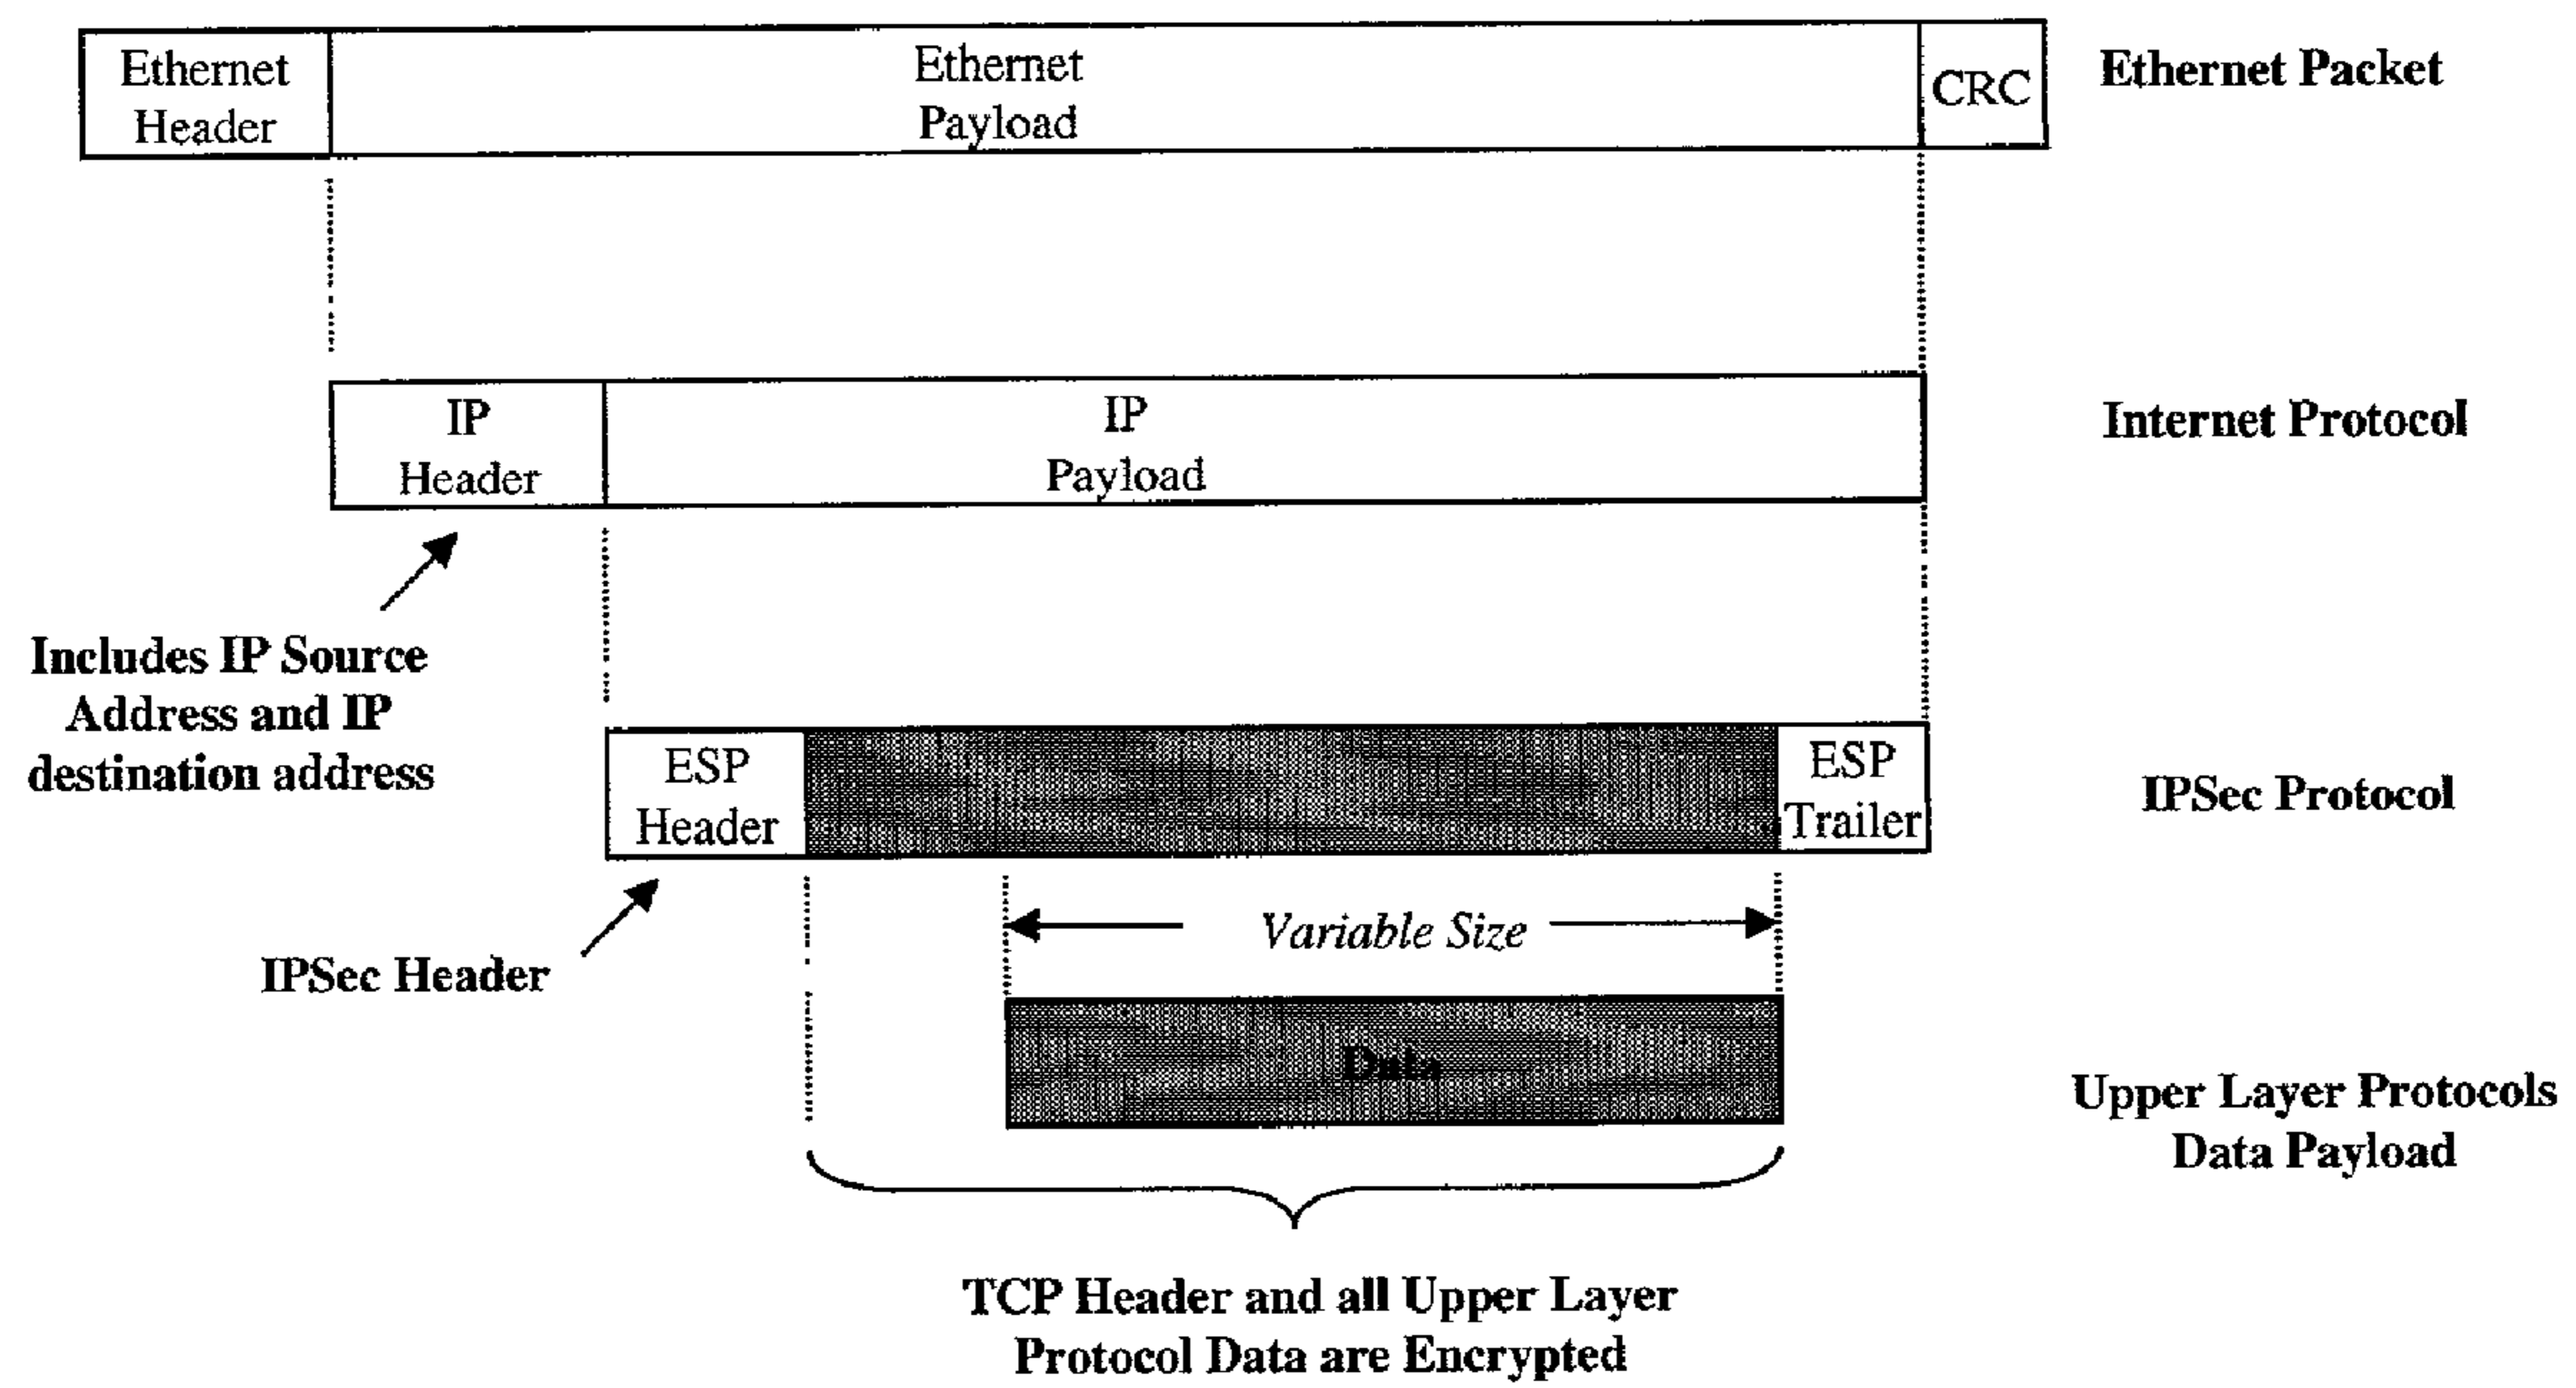 Ethernet
Header
Ethernet
Payload
CRC
Ethernet Packet
IP
Header
IP
Payload
Internet Protocol
Includes IP Source
Address and IP
destination address
ESP
Header
ESP
Trailer
IPSec Protocol
IPSec Header
Variable Size
Data
Upper Layer Protocols
Data Payload
TCP Header and all Upper Layer
Protocol Data are Encrypted